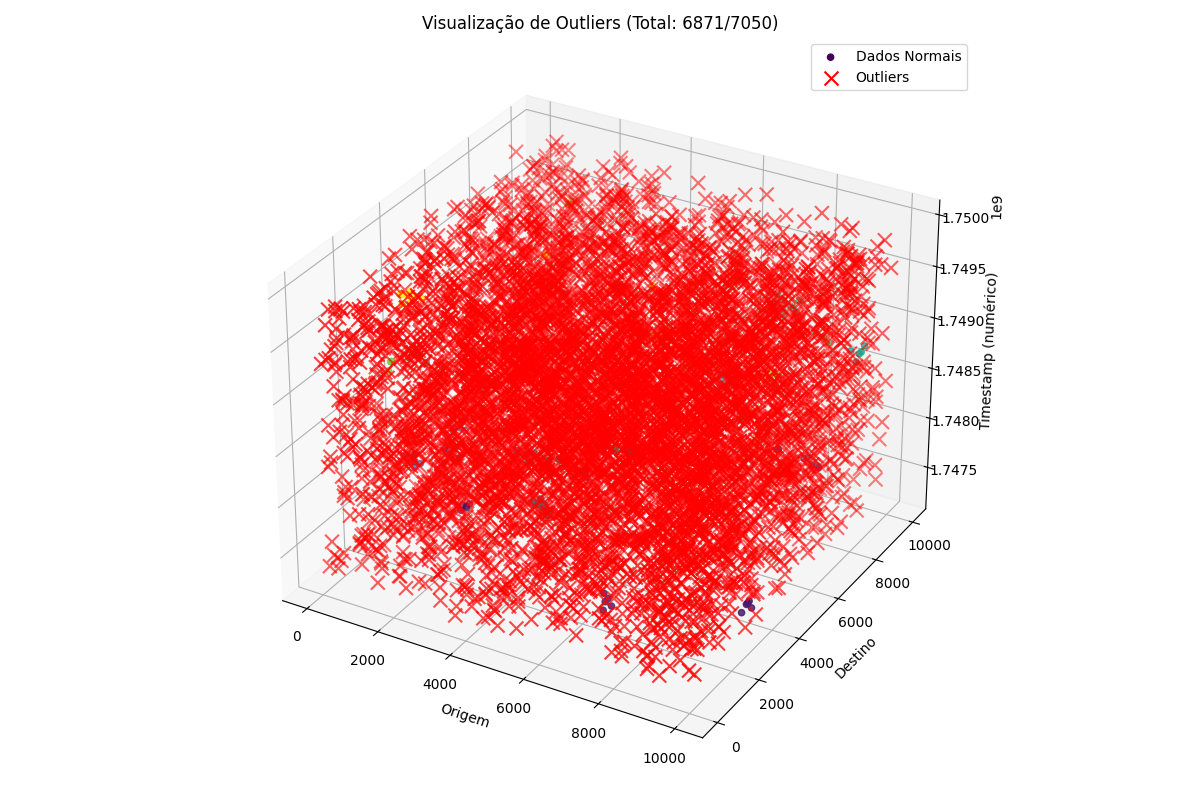 Visualização de Outliers (Total: 6871/7050)
Dados Normais
Outliers
1e9
1.7500
1.7495
1.7490
1.7485
1.7480
1.7475
Timestamp (numérico)
0
2000
4000
6000
8000
10000
Origem
0
2000
4000
6000
8000
10000
Destino